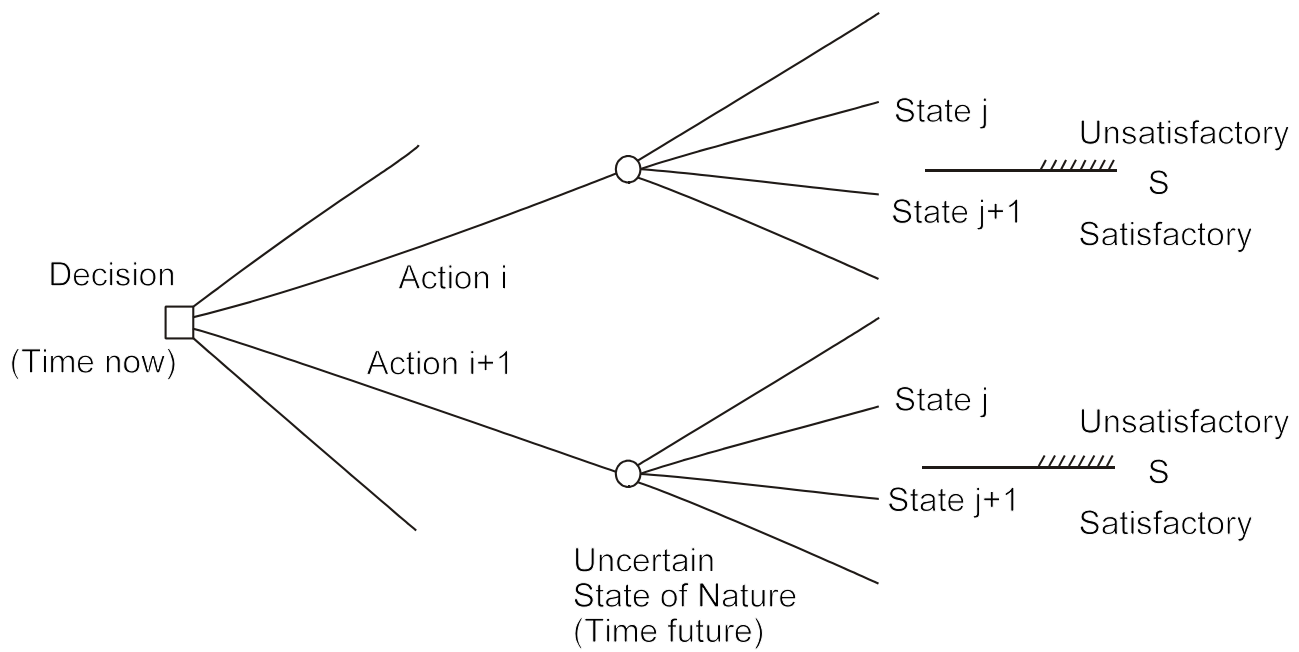 Decision
(Time now)
Action i
Action i+1
State j
State j+1
Unsatisfactory
S
Satisfactory
State j
State j+1
Unsatisfactory
S
Satisfactory
Uncertain
State of Nature
(Time future)